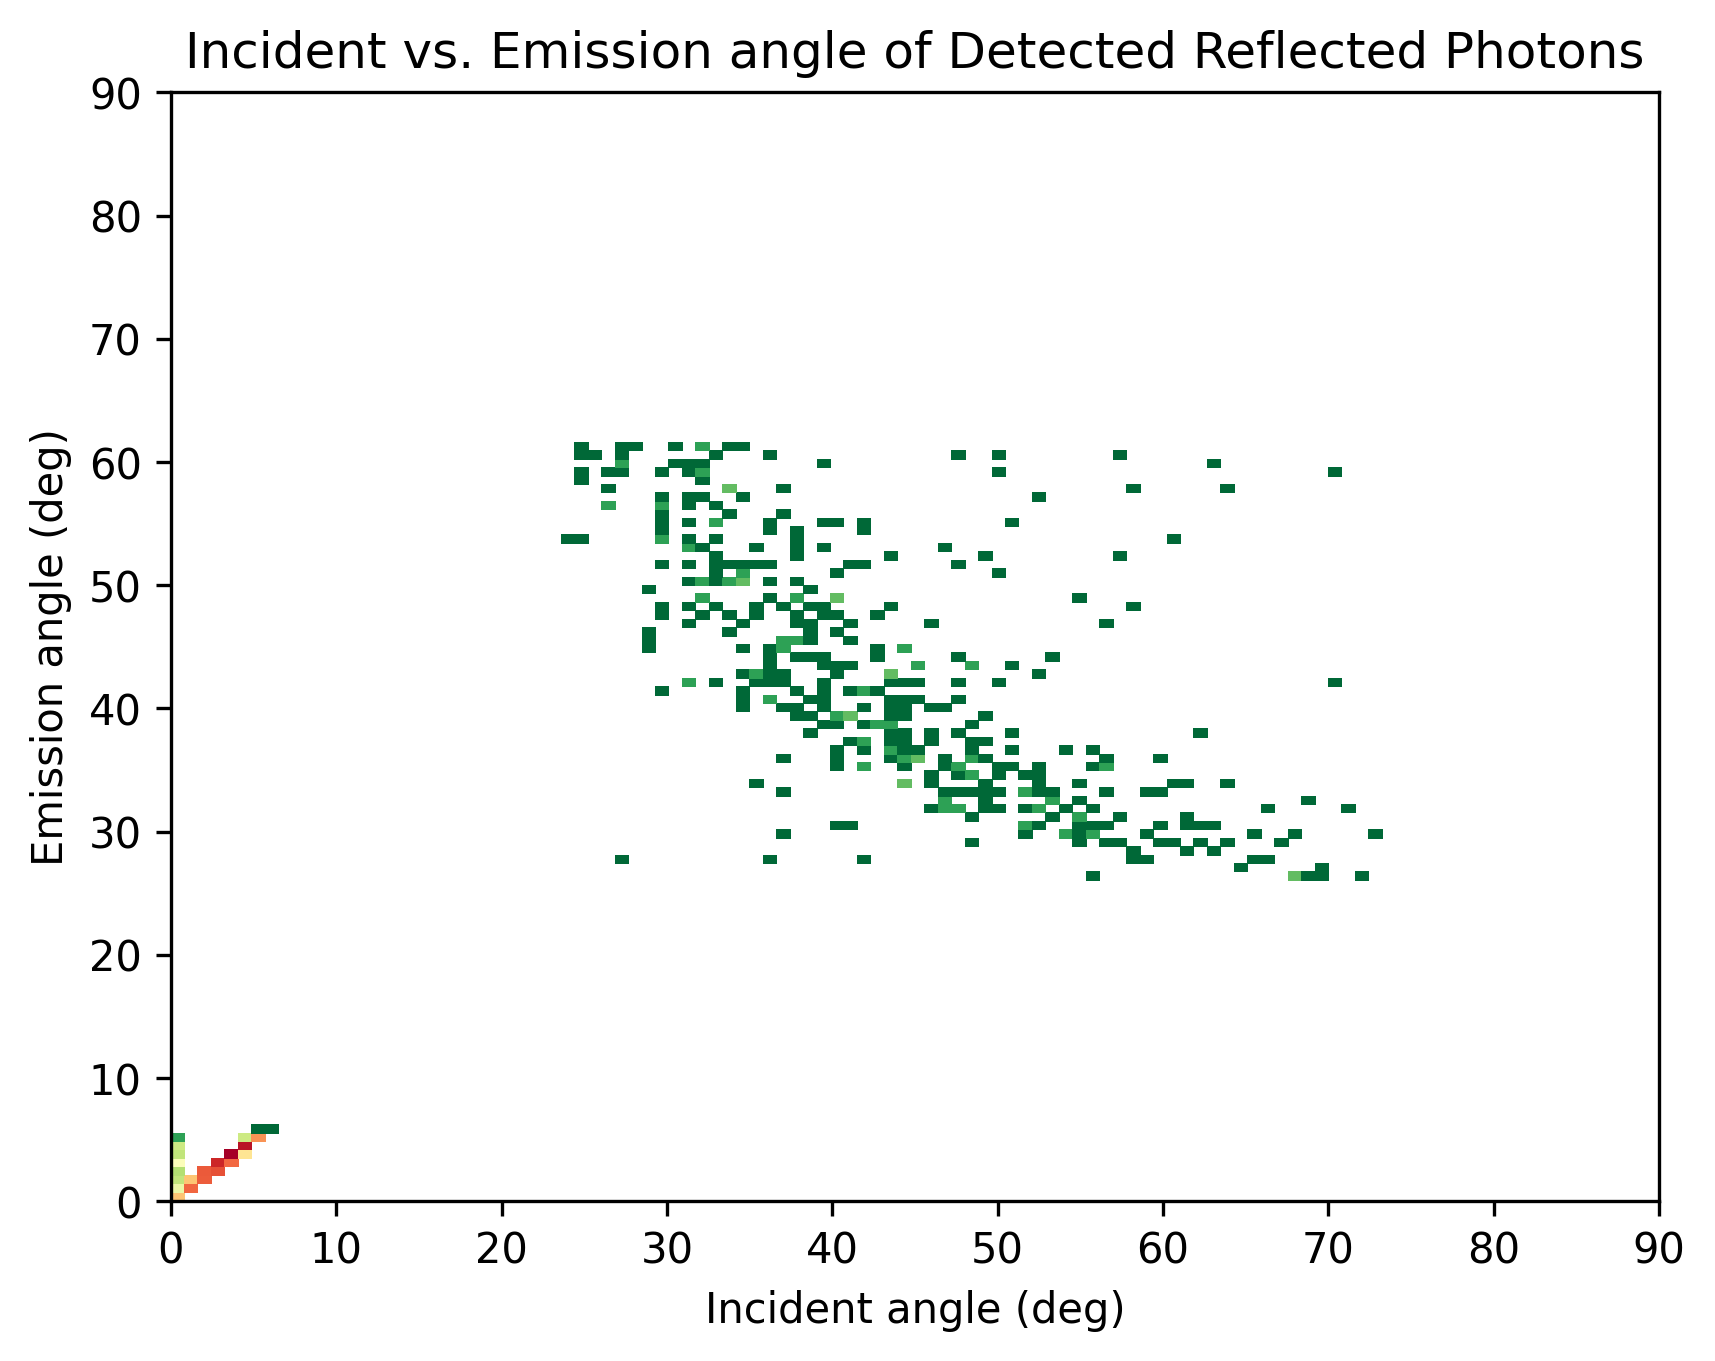 Incident vs. Emission angle of Detected Reflected Photons
90
80
70
60
50
40
30
20
10
0
Emission angle (deg)
0 10 20 30 40 50 60 70 80 90
Incident angle (deg)